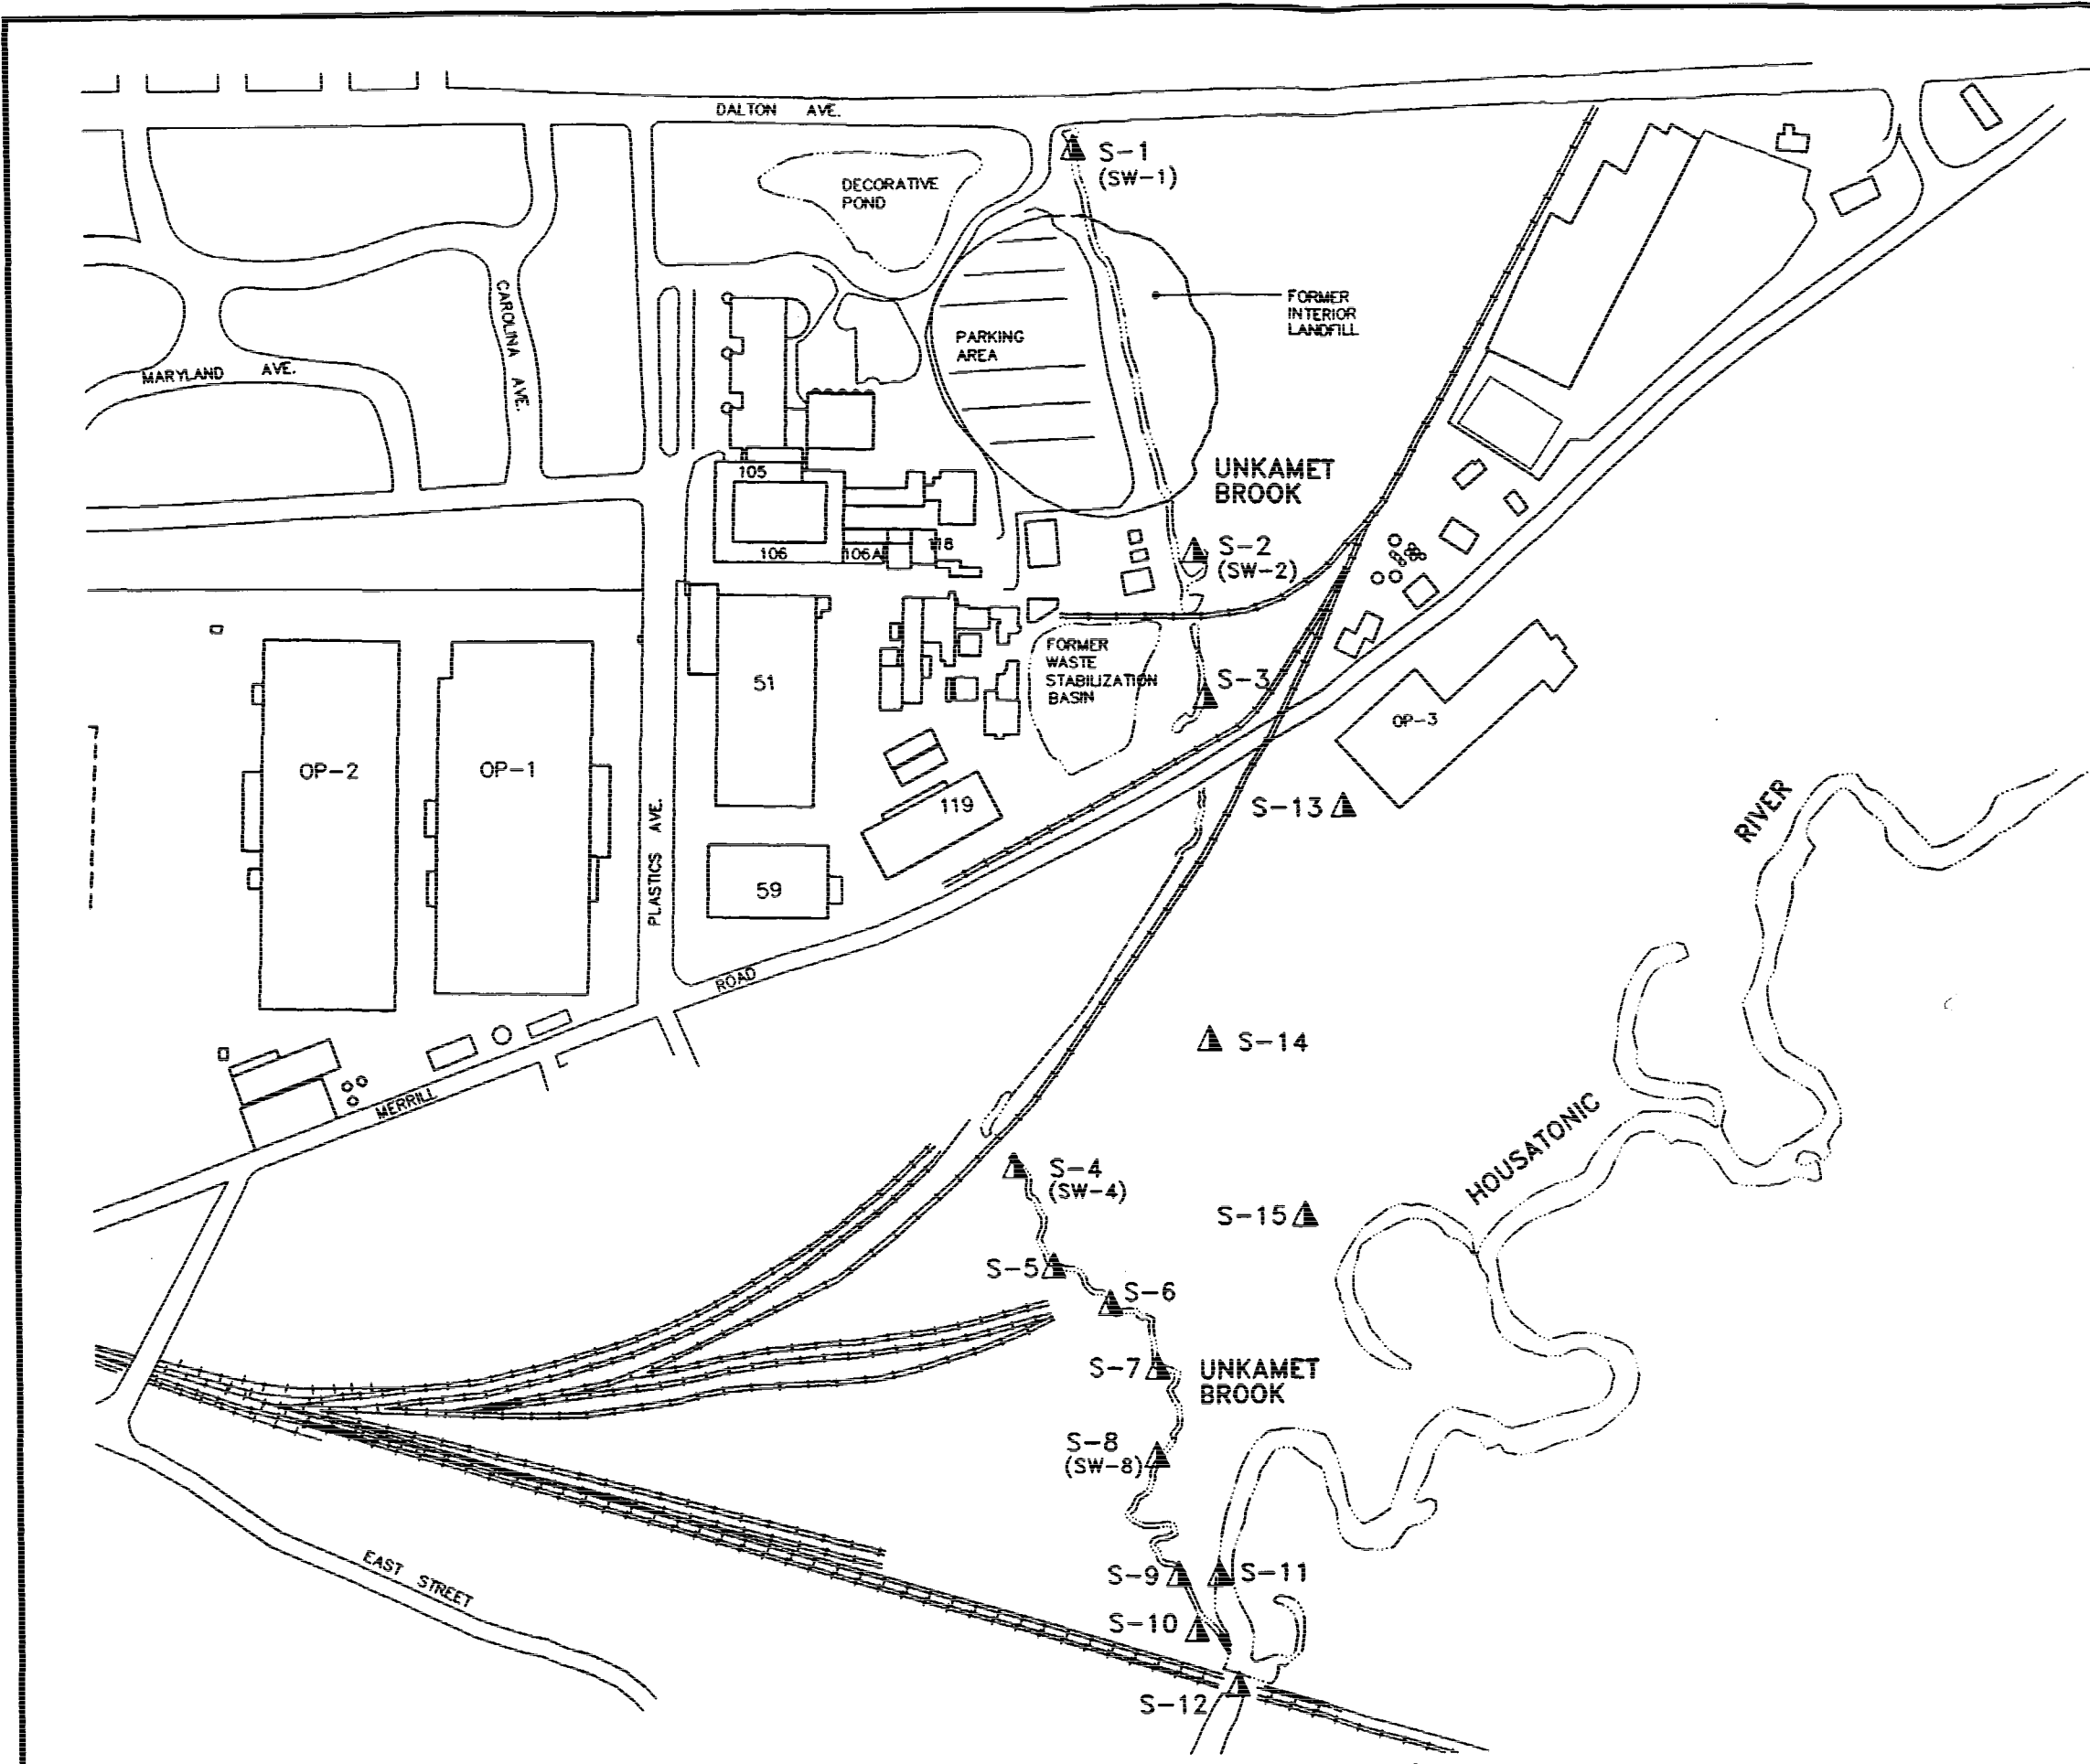 DALTON AVE.
S-1
(SW-1)
DECORATIVE
POND
CAROLINA AVE.
FORMER
INTERIOR
LANDFILL
PARKING
AREA
MARYLAND AVE.
UNKAMET
BROOK
105
106
106A
118
S-2
(SW-2)
FORMER
WASTE
STABILIZATION
BASIN
S-3
51
OP-3
OP-2
OP-1
119
S-13
RIVER
PLASTICS AVE.
59
ROAD
S-14
MERRILL
HOUSATONIC
S-4
(SW-4)
S-15
S-5
S-6
S-7
UNKAMET
BROOK
S-8
(SW-8)
EAST STREET
S-9
S-11
S-10
S-12